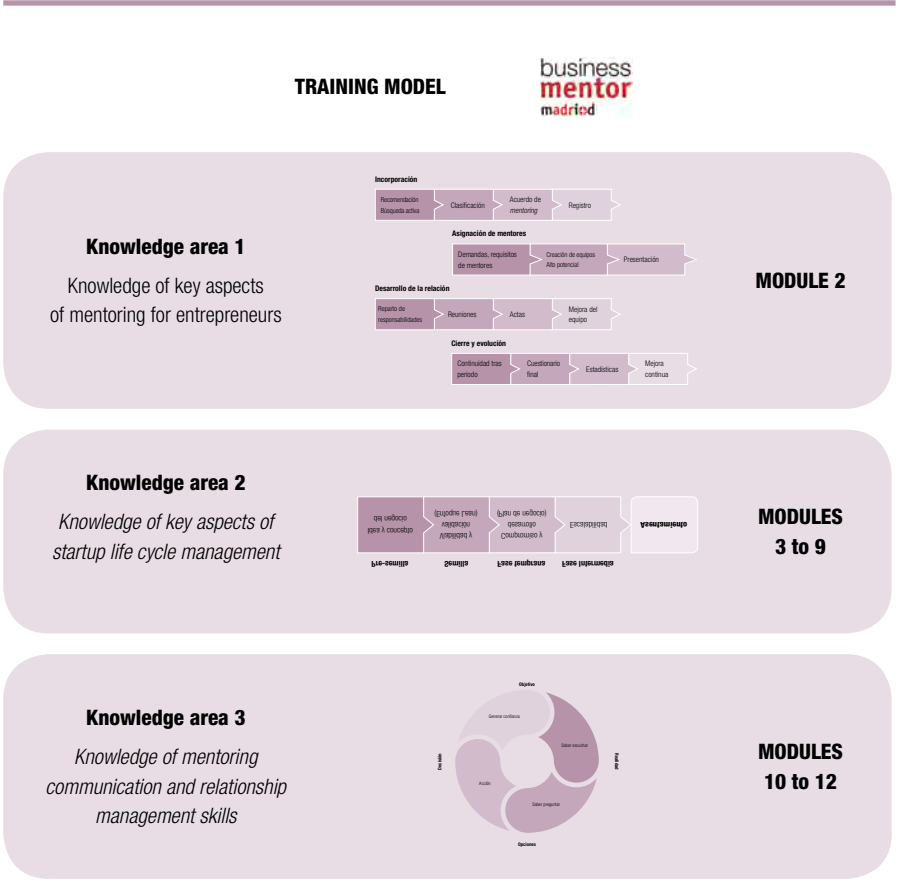 TRAINING MODEL
business
mentor
madri+d
Knowledge area 1
Knowledge of key aspects
of mentoring for entrepreneurs
Incorporación
Recomendación
Búsqueda activa
Clasificación
Acuerdo de
mentoring
Registro
Asignación de mentores
Demandas, requisitos
de mentores
Creación de equipos
Alto potencial
Presentación
Desarrollo de la relación
Reparto de
responsabilidades
Reuniones
Actas
Mejora del
equipo
Cierre y evolución
Continuidad tras
periodo
Cuestionario
final
Estadísticas
Mejora
continua
MODULE 2
Knowledge area 2
Knowledge of key aspects of
startup life cycle management
Idea y concepto
del negocio
Viabilidad y
validación
(Enfoque Lean)
Compromiso y
desarrollo
(Plan de negocio)
Escalabilidad
Asentamiento
Pre-semilla
Semilla
Fase temprana
Fase Intermedia
MODULES
3 to 9
Knowledge area 3
Knowledge of mentoring
communication and relationship
management skills
Objetivo
Generar confianza
Saber escuchar
Realidad
Decisión
Acción
Saber preguntar
Opciones
MODULES
10 to 12